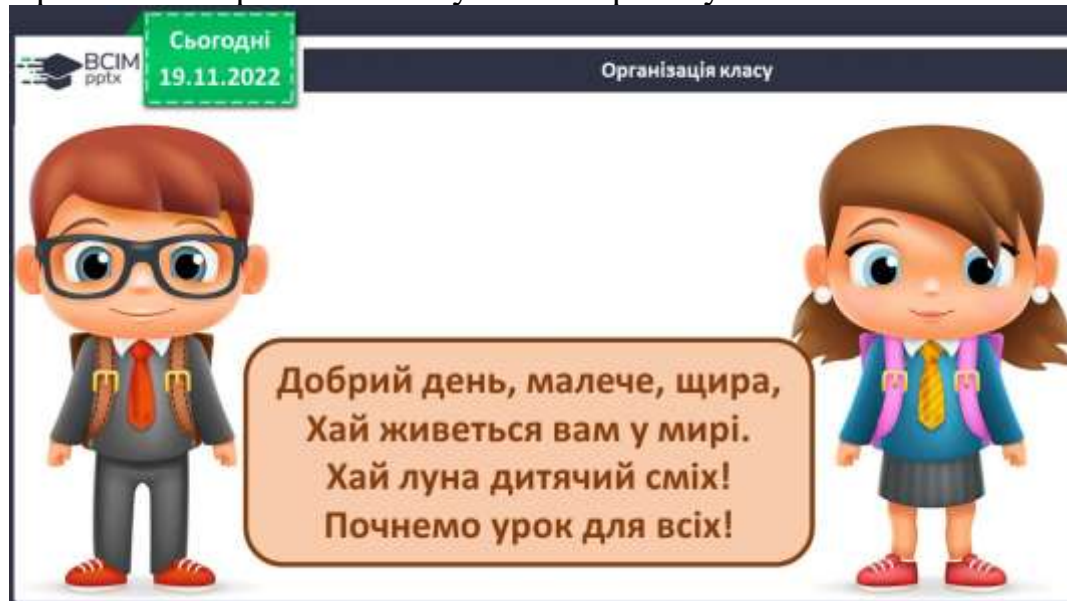 Сьогодні
19.11.2022
ВСІМ
pptx
Організація класу
Добрий день, малече, щира,
Хай живеться вам у мирі.
Хай луна дитячий сміх!
Почнемо урок для всіх!